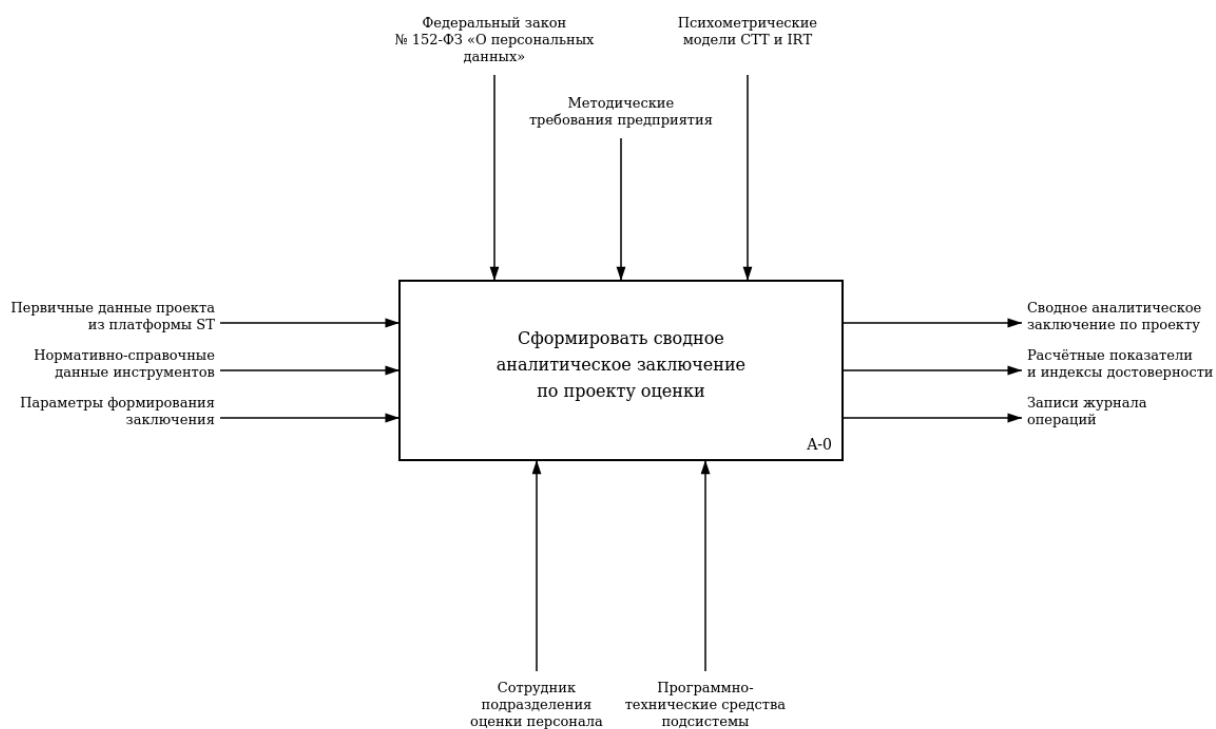 Федеральный закон
№ 152-ФЗ «О персональных
данных»
Психометрические
модели CTT и IRT
Методические
требования предприятия
Первичные данные проекта
из платформы ST
Нормативно-справочные
данные инструментов
Параметры формирования
заключения
Сформировать сводное
аналитическое заключение
по проекту оценки
А-0
Сводное аналитическое
заключение по проекту
Расчётные показатели
и индексы достоверности
Записи журнала
операций
Сотрудник
подразделения
оценки персонала
Программно-
технические средства
подсистемы